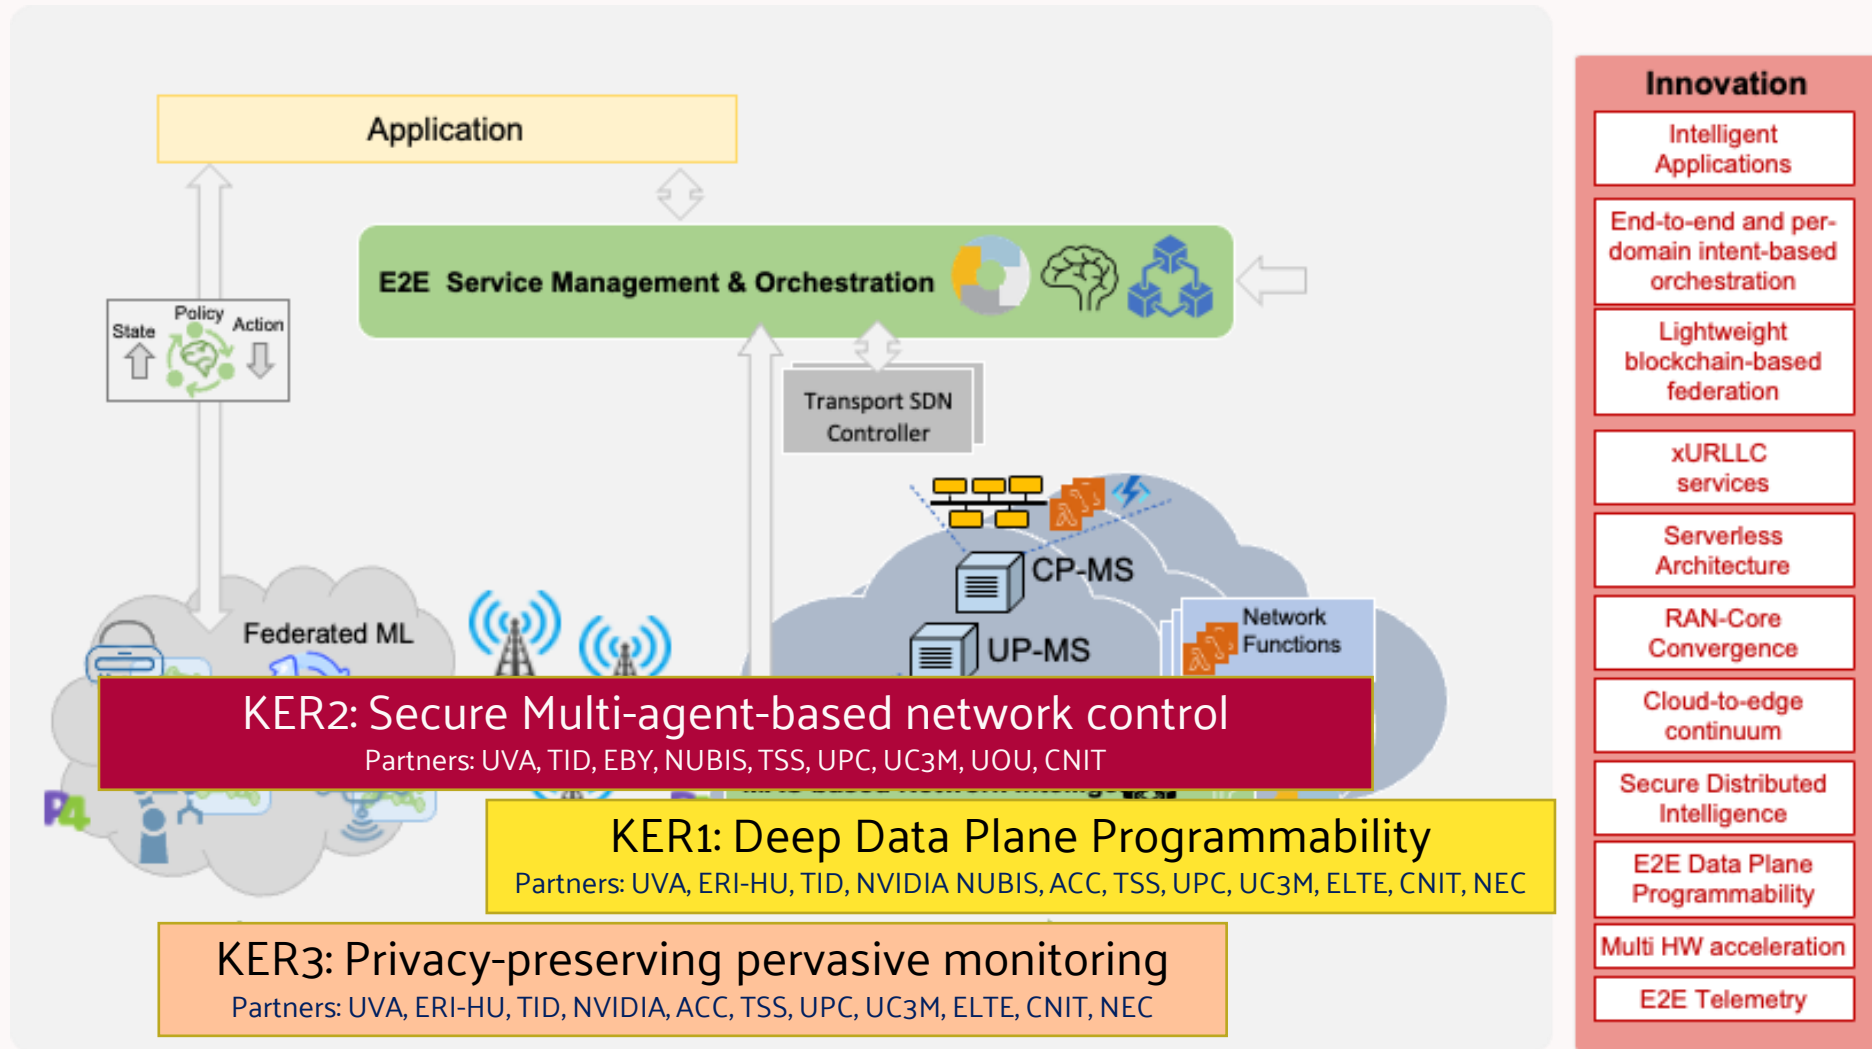 Application
E2E Service Management & Orchestration
State
Policy
Action
Transport SDN
Controller
CP-MS
UP-MS
Network
Functions
Federated ML
KER2: Secure Multi-agent-based network control
Partners: UVA, TID, EBY, NUBIS, TSS, UPC, UC3M, UOU, CNIT
P4
KER1: Deep Data Plane Programmability
Partners: UVA, ERI-HU, TID, NVIDIA NUBIS, ACC, TSS, UPC, UC3M, ELTE, CNIT, NEC
KER3: Privacy-preserving pervasive monitoring
Partners: UVA, ERI-HU, TID, NVIDIA, ACC, TSS, UPC, UC3M, ELTE, CNIT, NEC
Innovation
Intelligent
Applications
End-to-end and per-
domain intent-based
orchestration
Lightweight
blockchain-based
federation
xURLLC
services
Serverless
Architecture
RAN-Core
Convergence
Cloud-to-edge
continuum
Secure Distributed
Intelligence
E2E Data Plane
Programmability
Multi HW acceleration
E2E Telemetry